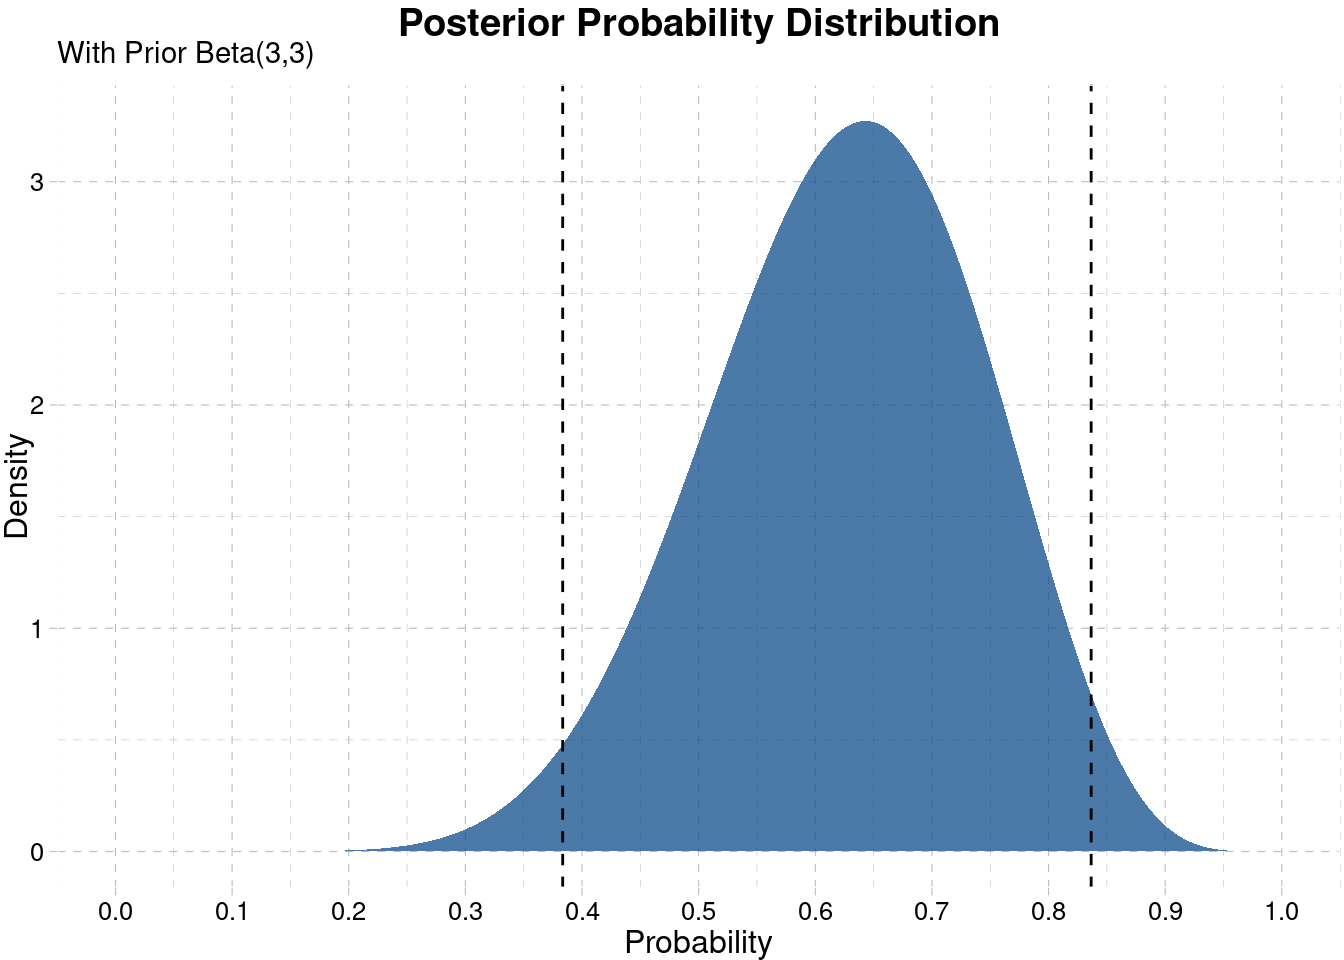 Posterior Probability Distribution
With Prior Beta(3,3)
3
2
1
0
Density
0.0 0.1 0.2 0.3 0.4 0.5 0.6 0.7 0.8 0.9 1.0
Probability